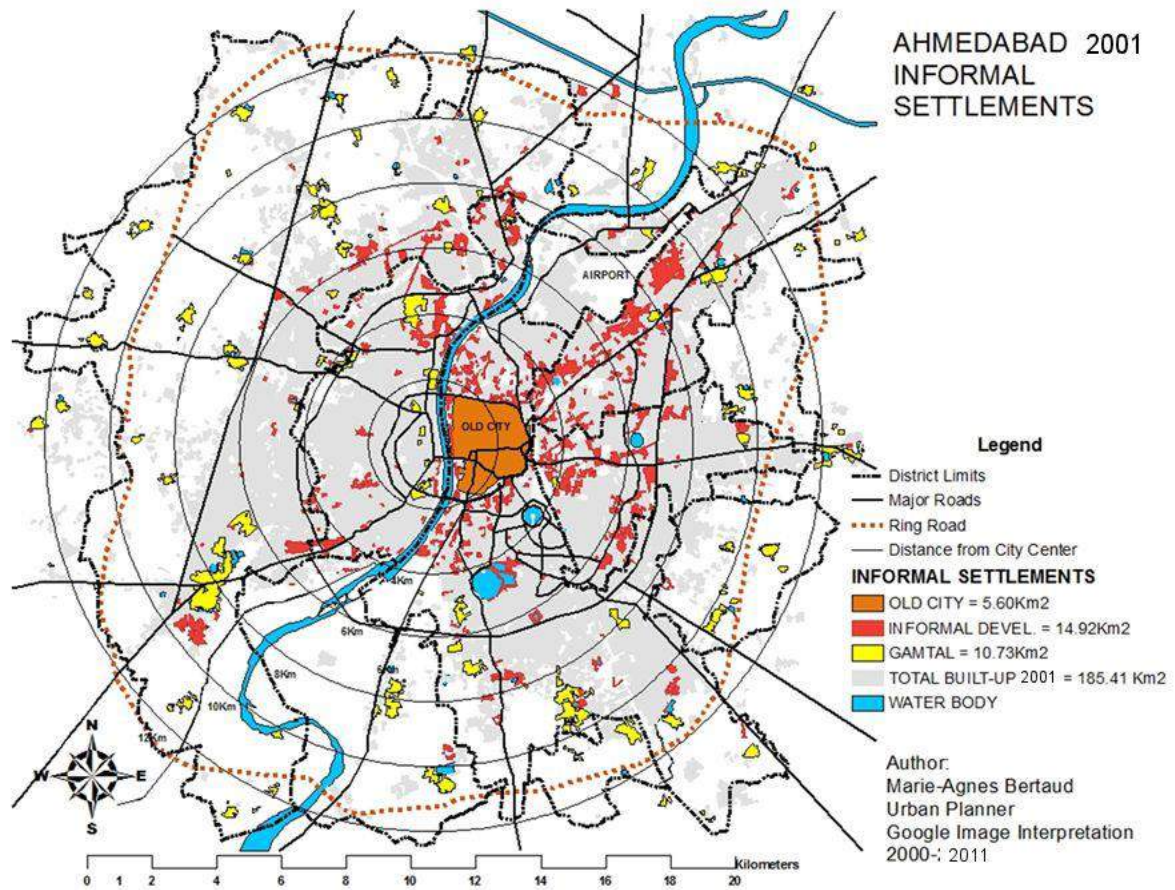 AHMEDABAD 2001
INFORMAL
SETTLEMENTS
AIRPORT
OLD CITY
4Km
6Km
6Km
8Km
10Km
12Km
N
W E
S
Legend
District Limits
Major Roads
Ring Road
Distance from City Center
INFORMAL SETTLEMENTS
OLD CITY = 5.60Km2
INFORMAL DEVEL. = 14.92Km2
GAMTAL = 10.73Km2
TOTAL BUILT-UP 2001 = 185.41 Km2
WATER BODY
Author:
Marie-Agnes Bertaud
Urban Planner
Google Image Interpretation
2000-: 2011
Kilometers
0 1 2 4 6 8 10 12 14 16 18 20